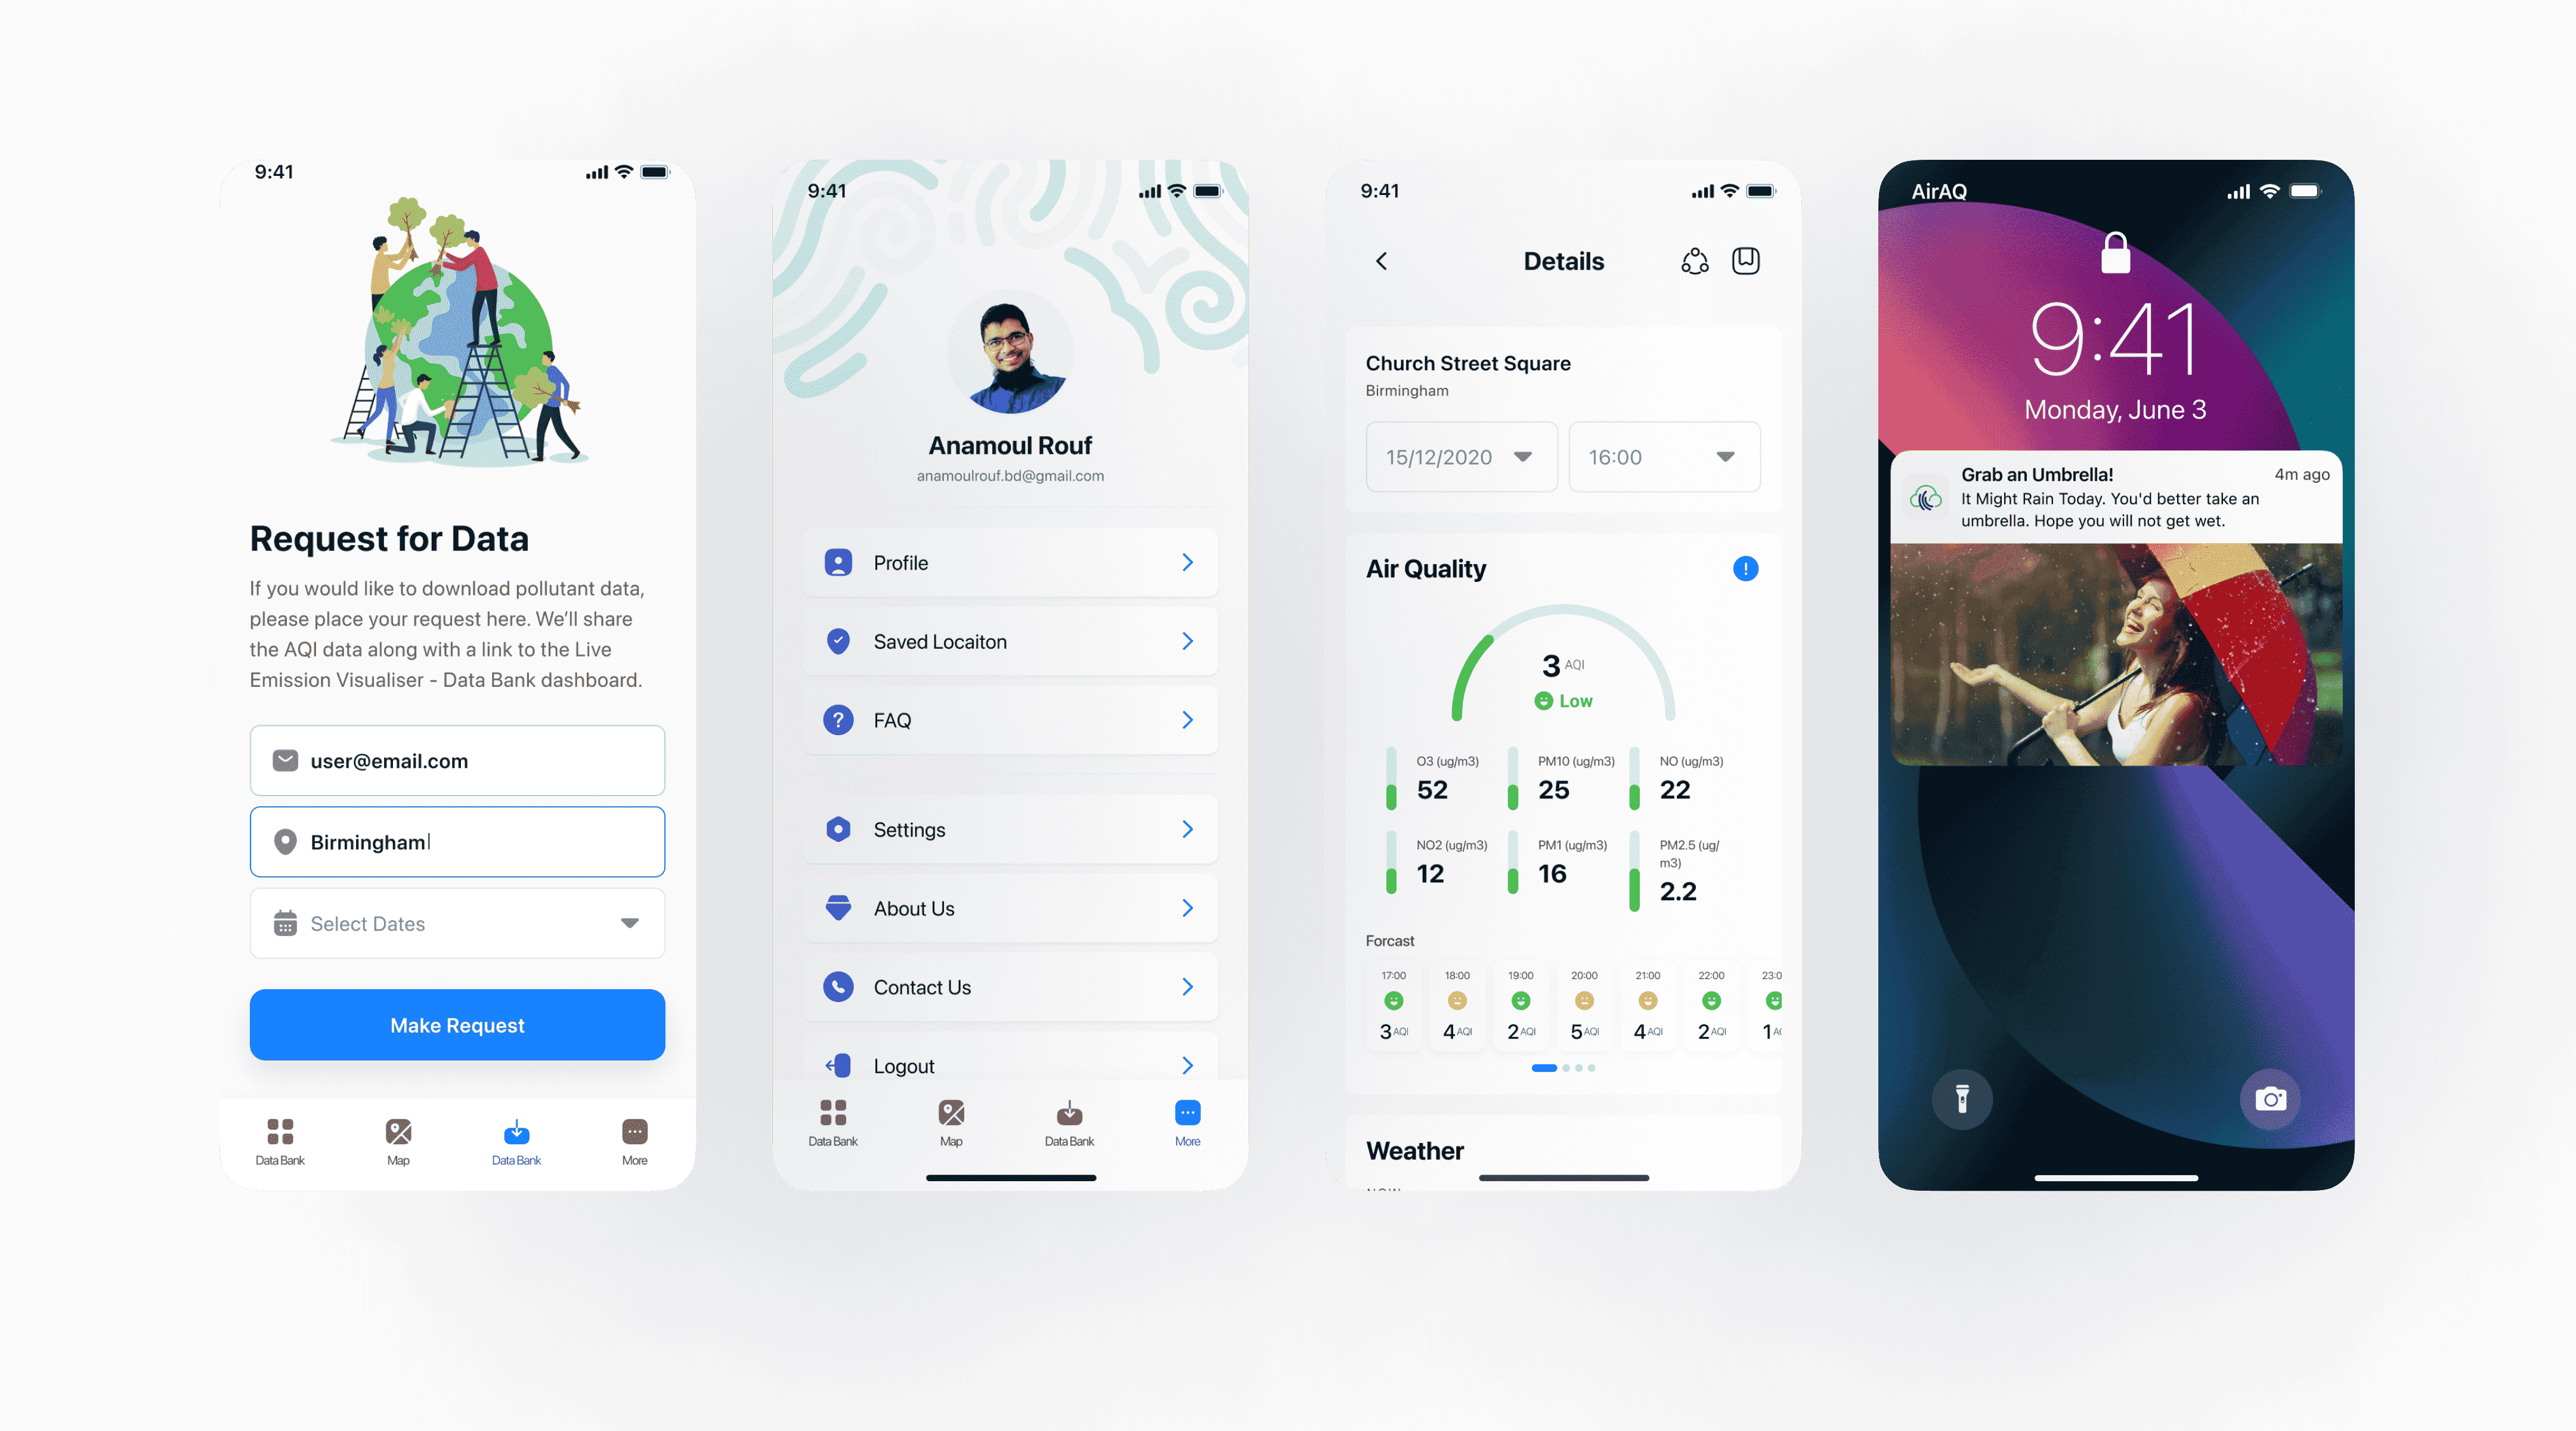 9:41
Request for Data
If you would like to download pollutant data,
please place your request here. We’ll share
the AQI data along with a link to the Live
Emission Visualiser - Data Bank dashboard.
user@email.com
Birmingham
Select Dates
Make Request
Data Bank Map Data Bank More
9:41
Anamoul Rouf
anamoulrouf.bd@gmail.com
Profile
Saved Locaiton
FAQ
Settings
About Us
Contact Us
Logout
Data Bank Map Data Bank More
9:41
Details
Church Street Square
Birmingham
15/12/2020 16:00
Air Quality
3 AQI
Low
O3 (ug/m3) PM10 (ug/m3) NO (ug/m3)
52 25 22
NO2 (ug/m3) PM1 (ug/m3) PM2.5 (ug/
m3)
12 16 2.2
Forcast
17:00 18:00 19:00 20:00 21:00 22:00 23:0
3 AQI 4 AQI 2 AQI 5 AQI 4 AQI 2 AQI 1
Weather
AirAQ
9:41
Monday, June 3
Grab an Umbrella! 4m ago
It Might Rain Today. You'd better take an
umbrella. Hope you will not get wet.